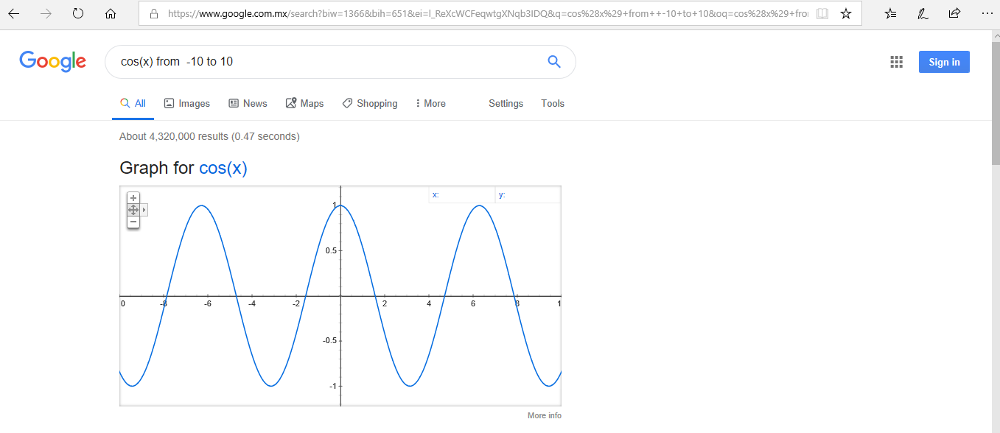 https://www.google.com.mx/search?biw=1366&bih=651&ei=l_ReXcWCFeqwtgXNqb3IDQ&q=cos%28x%29+from++-10+to+10&oq=cos%28x%29+fro
Google
cos(x) from  -10 to 10
Sign in
All Images News Maps Shopping More Settings Tools
About 4,320,000 results (0.47 seconds)
Graph for cos(x)
x: y:
1
0.5
0 -8 -6 -4 -2 2 4 6 8 1
-0.5
-1
More info